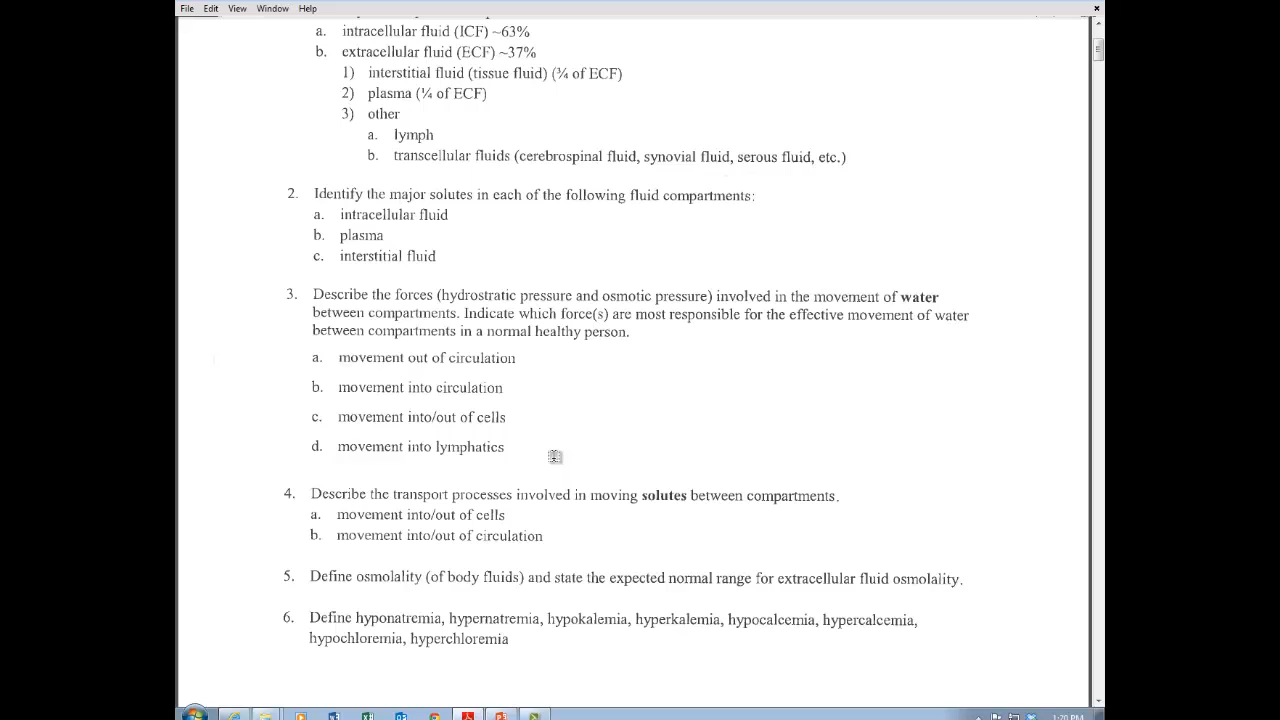 File Edit View Window Help
a. intracellular fluid (ICF) ~63%
b. extracellular fluid (ECF) ~37%
1) interstitial fluid (tissue fluid) (¾ of ECF)
2) plasma (¼ of ECF)
3) other
a. lymph
b. transcellular fluids (cerebrospinal fluid, synovial fluid, serous fluid, etc.)
2. Identify the major solutes in each of the following fluid compartments:
a. intracellular fluid
b. plasma
c. interstitial fluid
3. Describe the forces (hydrostratic pressure and osmotic pressure) involved in the movement of water
between compartments. Indicate which force(s) are most responsible for the effective movement of water
between compartments in a normal healthy person.
a. movement out of circulation
b. movement into circulation
c. movement into/out of cells
d. movement into lymphatics
4. Describe the transport processes involved in moving solutes between compartments.
a. movement into/out of cells
b. movement into/out of circulation
5. Define osmolality (of body fluids) and state the expected normal range for extracellular fluid osmolality.
6. Define hyponatremia, hypernatremia, hypokalemia, hyperkalemia, hypocalcemia, hypercalcemia,
hypochloremia, hyperchloremia